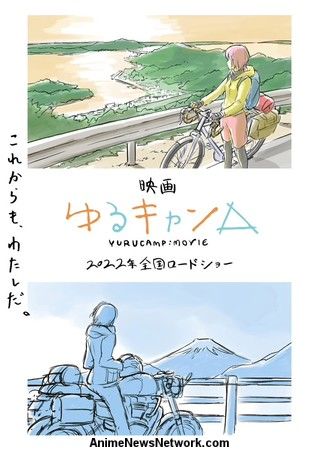 これからも、わたしだ。
映画
ゆるキャン△
YURUCAMP:MOVIE
2022年全国ロードショー
AnimeNewsNetwork.com